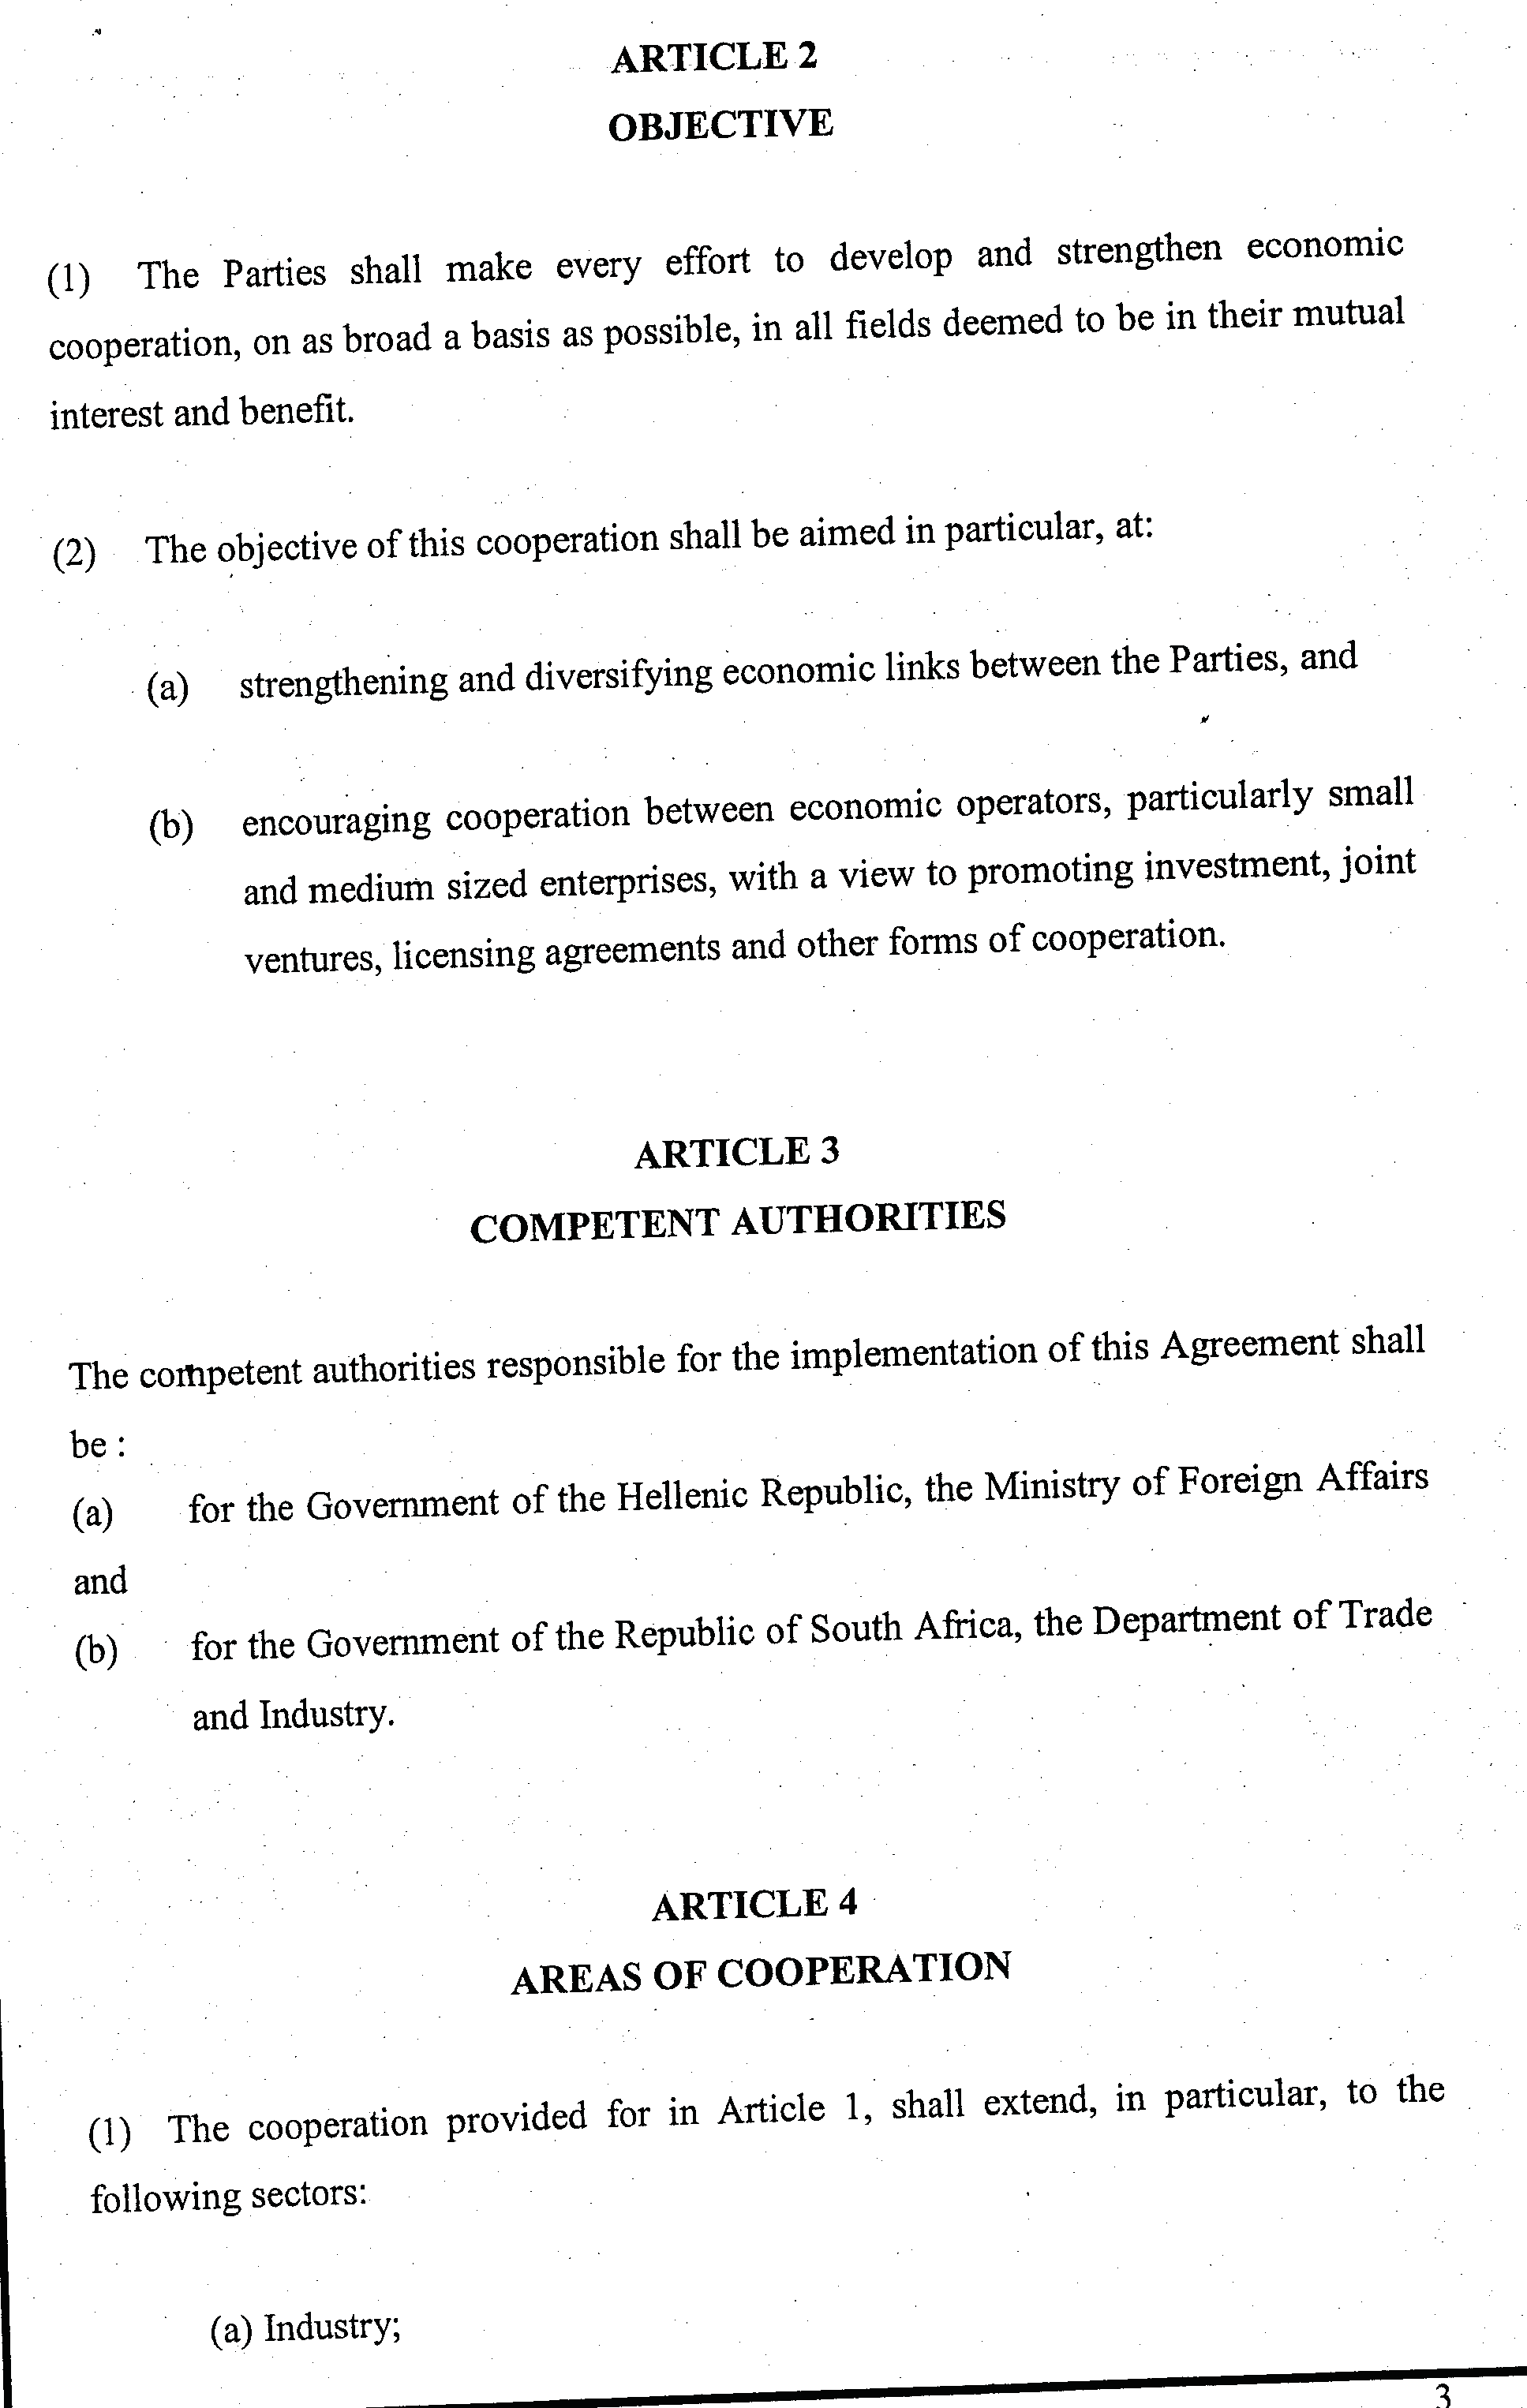 ARTICLE 2
OBJECTIVE
(1) The Parties shall make every effort to develop and strengthen economic
cooperation, on as broad a basis as possible, in all fields deemed to be in their mutual
interest and benefit.
(2) The objective of this cooperation shall be aimed in particular, at:
(a) strengthening and diversifying economic links between the Parties, and
(b) encouraging cooperation between economic operators, particularly small
and medium sized enterprises, with a view to promoting investment, joint
ventures, licensing agreements and other forms of cooperation.
ARTICLE 3
COMPETENT AUTHORITIES
The competent authorities responsible for the implementation of this Agreement shall
be :
(a) for the Government of the Hellenic Republic, the Ministry of Foreign Affairs
and
(b) for the Government of the Republic of South Africa, the Department of Trade
and Industry.
ARTICLE 4
AREAS OF COOPERATION
(1) The cooperation provided for in Article 1, shall extend, in particular, to the
following sectors:
(a) Industry;
3